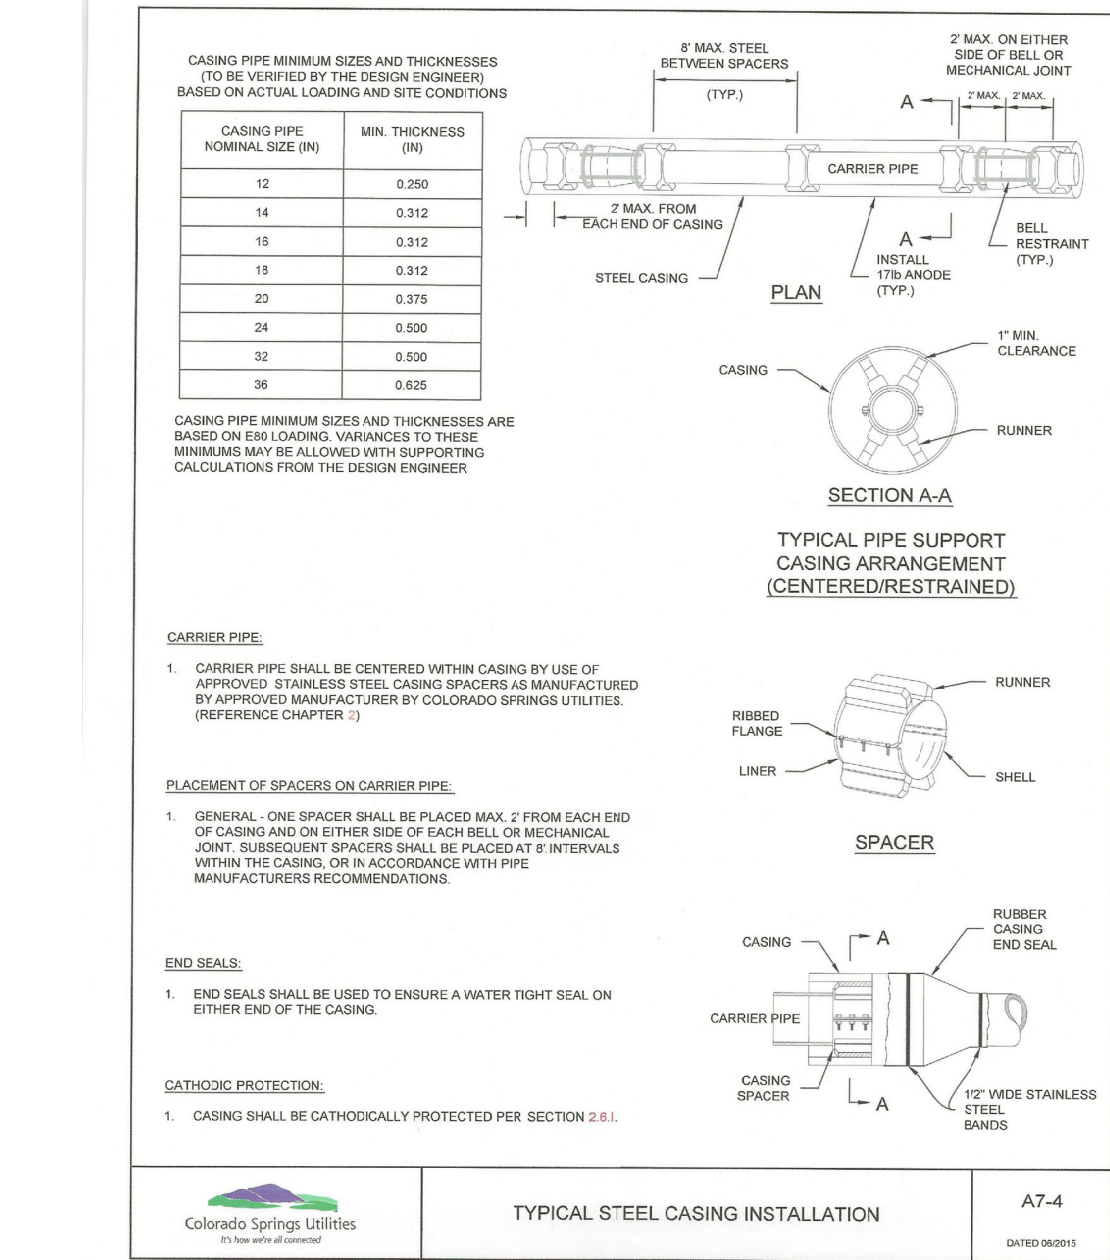 CASING PIPE MINIMUM SIZES AND THICKNESSES
(TO BE VERIFIED BY THE DESIGN ENGINEER)
BASED ON ACTUAL LOADING AND SITE CONDITIONS
CASING PIPE
NOMINAL SIZE (IN)
MIN. THICKNESS
(IN)
12 0.250
14 0.312
16 0.312
18 0.312
20 0.375
24 0.500
32 0.500
36 0.625
CASING PIPE MINIMUM SIZES AND THICKNESSES ARE
BASED ON E80 LOADING. VARIANCES TO THESE
MINIMUMS MAY BE ALLOWED WITH SUPPORTING
CALCULATIONS FROM THE DESIGN ENGINEER
8' MAX. STEEL
BETWEEN SPACERS
(TYP.)
2' MAX. ON EITHER
SIDE OF BELL OR
MECHANICAL JOINT
A
2' MAX. 2' MAX.
CARRIER PIPE
2' MAX. FROM
EACH END OF CASING
STEEL CASING
A
INSTALL
17lb ANODE
(TYP.)
BELL
RESTRAINT
(TYP.)
PLAN
1" MIN.
CLEARANCE
CASING
RUNNER
SECTION A-A
TYPICAL PIPE SUPPORT
CASING ARRANGEMENT
(CENTERED/RESTRAINED)
CARRIER PIPE:
1. CARRIER PIPE SHALL BE CENTERED WITHIN CASING BY USE OF
APPROVED STAINLESS STEEL CASING SPACERS AS MANUFACTURED
BY APPROVED MANUFACTURER BY COLORADO SPRINGS UTILITIES.
(REFERENCE CHAPTER 2)
PLACEMENT OF SPACERS ON CARRIER PIPE:
1. GENERAL - ONE SPACER SHALL BE PLACED MAX. 2' FROM EACH END
OF CASING AND ON EITHER SIDE OF EACH BELL OR MECHANICAL
JOINT. SUBSEQUENT SPACERS SHALL BE PLACED AT 8' INTERVALS
WITHIN THE CASING, OR IN ACCORDANCE WITH PIPE
MANUFACTURERS RECOMMENDATIONS.
END SEALS:
1. END SEALS SHALL BE USED TO ENSURE A WATER TIGHT SEAL ON
EITHER END OF THE CASING.
CATHODIC PROTECTION:
1. CASING SHALL BE CATHODICALLY PROTECTED PER SECTION 2.6.I.
RUNNER
RIBBED
FLANGE
LINER
SHELL
SPACER
RUBBER
CASING
END SEAL
CASING
A
CARRIER PIPE
CASING
SPACER
A
1/2" WIDE STAINLESS
STEEL
BANDS
Colorado Springs Utilities
It's how we're all connected
TYPICAL STEEL CASING INSTALLATION
A7-4
DATED 06/2015